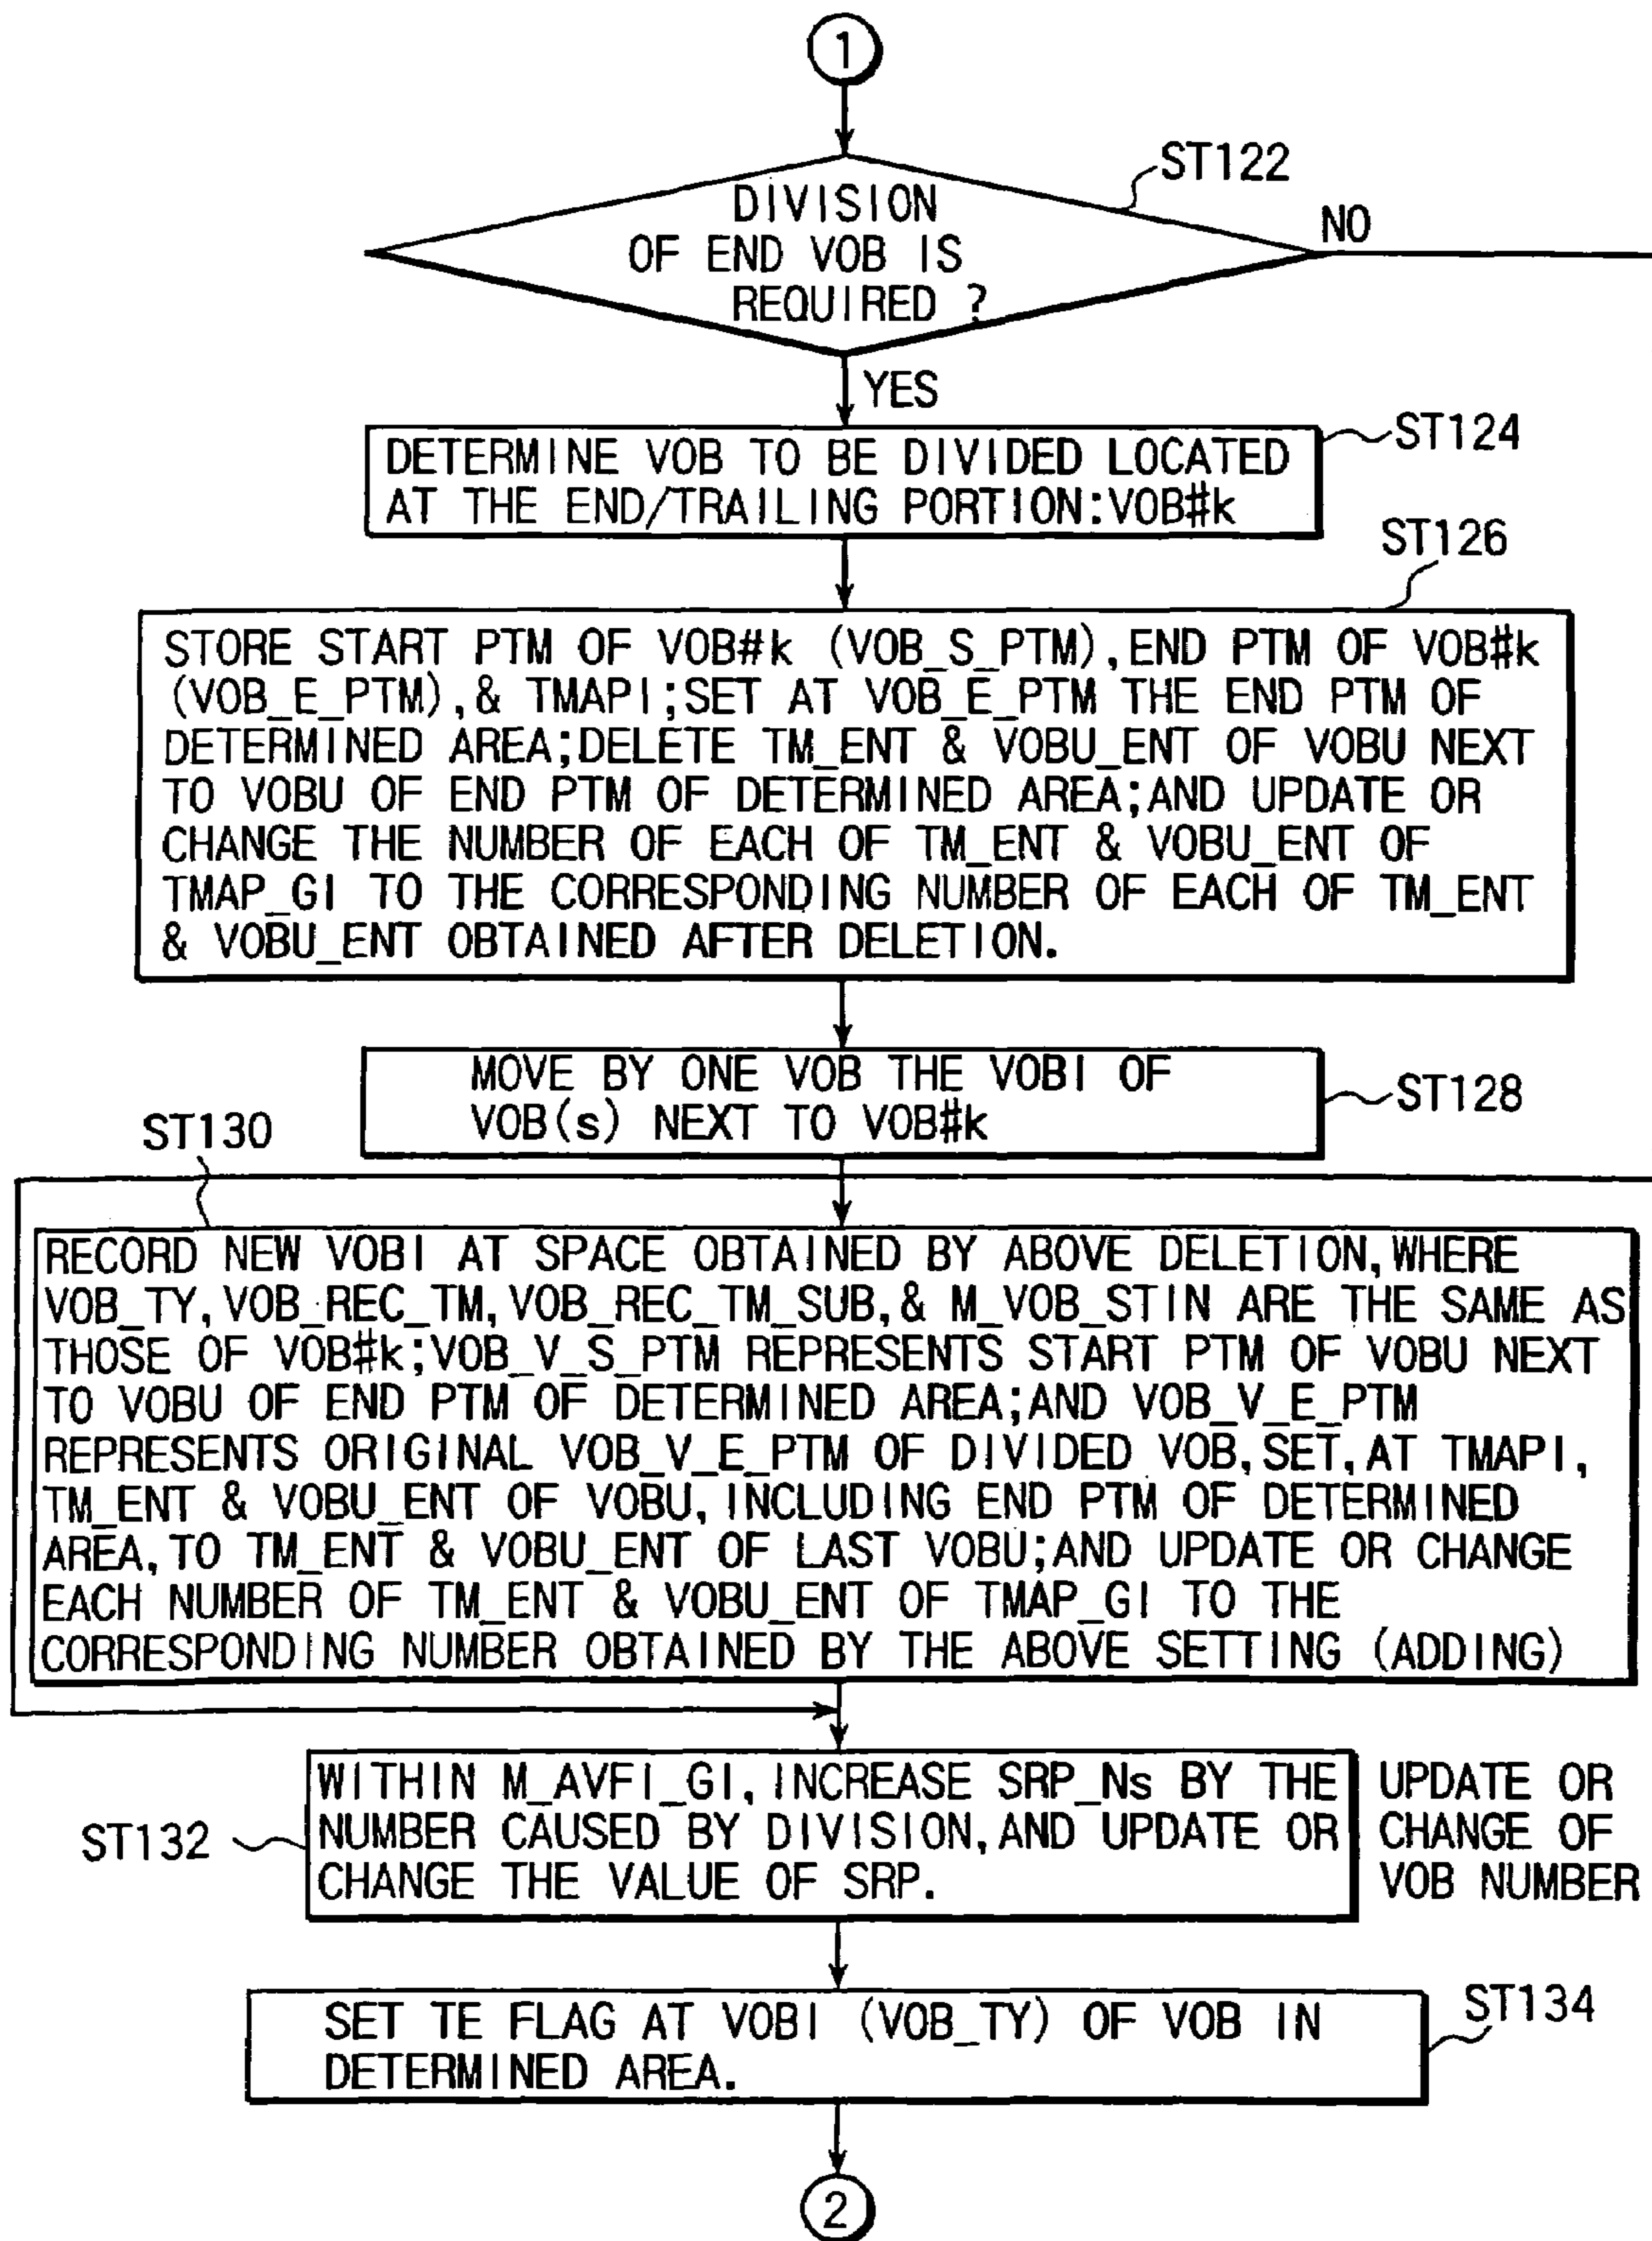 1
ST122
DIVISION
OF END VOB IS
REQUIRED ?
NO
YES
ST124
DETERMINE VOB TO BE DIVIDED LOCATED
AT THE END/TRAILING PORTION:VOB#k
ST126
STORE START PTM OF VOB#k (VOB_S_PTM),END PTM OF VOB#k
(VOB_E_PTM),& TMAPI;SET AT VOB_E_PTM THE END PTM OF
DETERMINED AREA;DELETE TM_ENT & VOBU_ENT OF VOBU NEXT
TO VOBU OF END PTM OF DETERMINED AREA;AND UPDATE OR
CHANGE THE NUMBER OF EACH OF TM_ENT & VOBU_ENT OF
TMAP_GI TO THE CORRESPONDING NUMBER OF EACH OF TM_ENT
& VOBU_ENT OBTAINED AFTER DELETION.
MOVE BY ONE VOB THE VOBI OF
VOB(s) NEXT TO VOB#k
ST128
ST130
RECORD NEW VOBI AT SPACE OBTAINED BY ABOVE DELETION,WHERE
VOB_TY,VOB_REC_TM,VOB_REC_TM_SUB,& M_VOB_STIN ARE THE SAME AS
THOSE OF VOB#k;VOB_V_S_PTM REPRESENTS START PTM OF VOBU NEXT
TO VOBU OF END PTM OF DETERMINED AREA;AND VOB_V_E_PTM
REPRESENTS ORIGINAL VOB_V_E_PTM OF DIVIDED VOB,SET,AT TMAPI,
TM_ENT & VOBU_ENT OF VOBU,INCLUDING END PTM OF DETERMINED
AREA,TO TM_ENT & VOBU_ENT OF LAST VOBU;AND UPDATE OR CHANGE
EACH NUMBER OF TM_ENT & VOBU_ENT OF TMAP_GI TO THE
CORRESPONDING NUMBER OBTAINED BY THE ABOVE SETTING (ADDING)
ST132
WITHIN M_AVFI_GI,INCREASE SRP_Ns BY THE
NUMBER CAUSED BY DIVISION,AND UPDATE OR
CHANGE THE VALUE OF SRP.
UPDATE OR
CHANGE OF
VOB NUMBER
ST134
SET TE FLAG AT VOBI (VOB_TY) OF VOB IN
DETERMINED AREA.
2